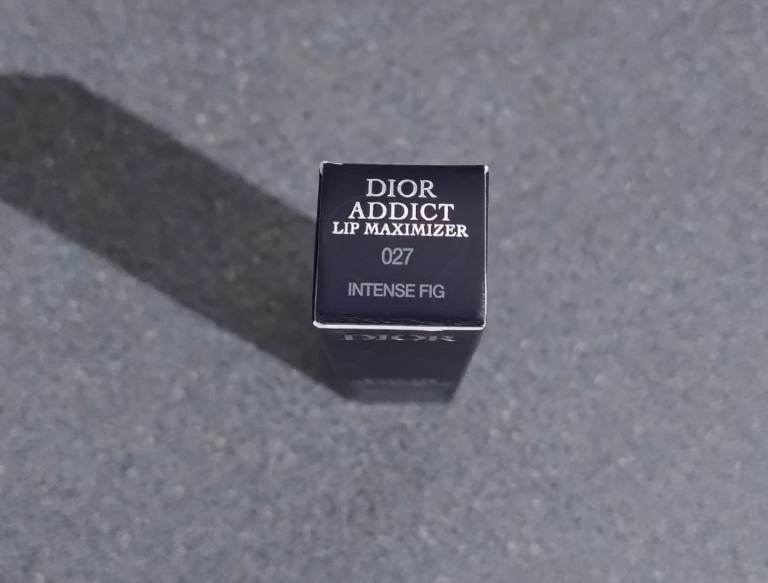 DIOR
ADDICT
LIP MAXIMIZER
027
INTENSE FIG
DIOR